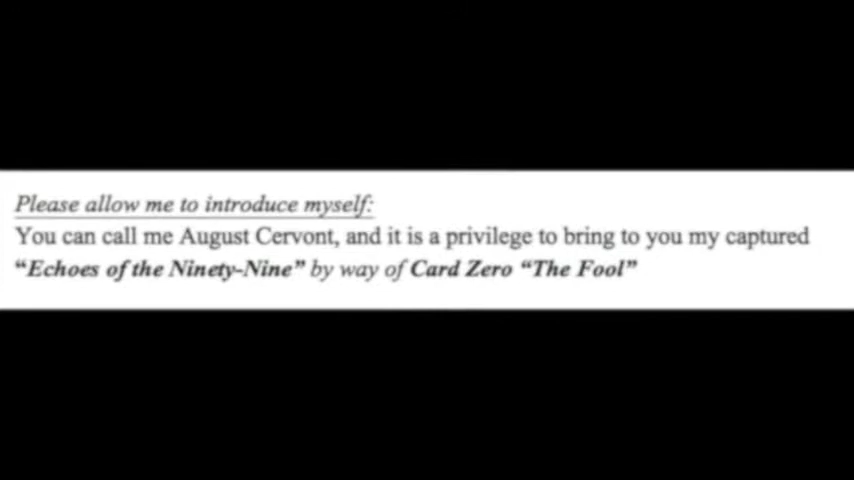 Please allow me to introduce myself:
You can call me August Cervont, and it is a privilege to bring to you my captured
“Echoes of the Ninety-Nine” by way of Card Zero “The Fool”